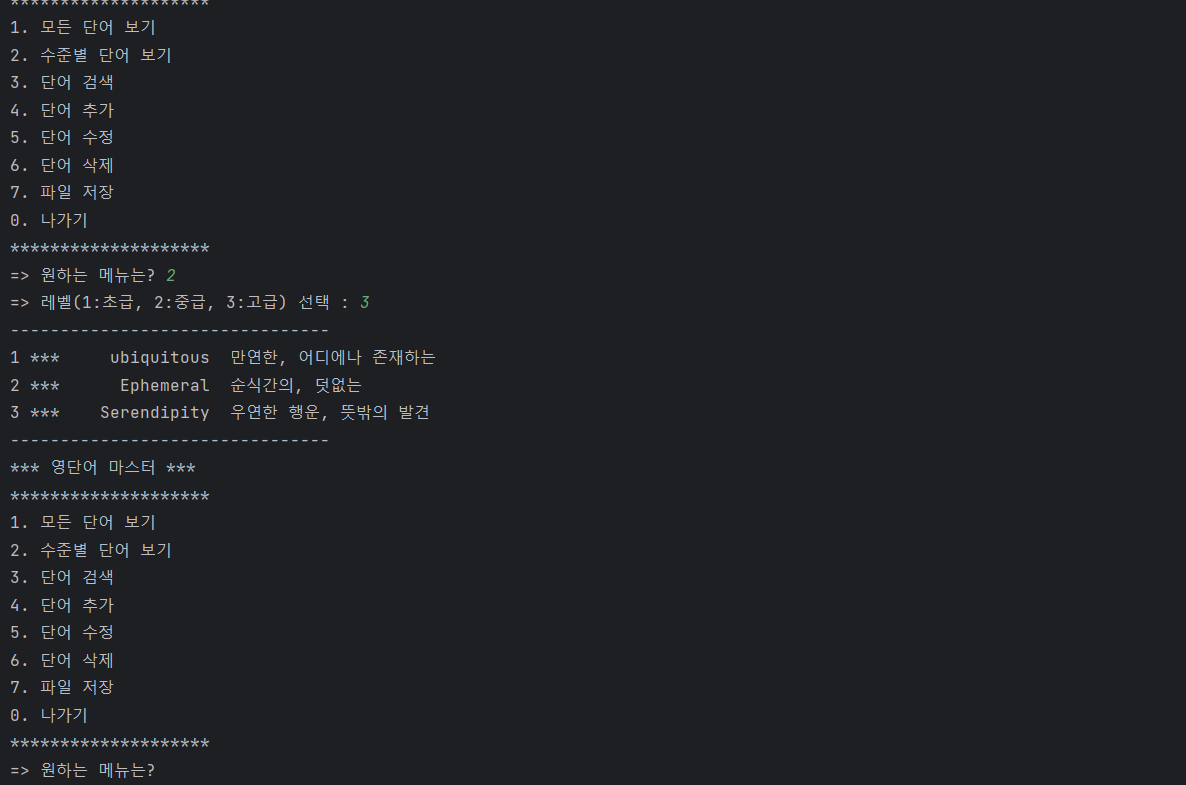 ********************
1. 모든 단어 보기
2. 수준별 단어 보기
3. 단어 검색
4. 단어 추가
5. 단어 수정
6. 단어 삭제
7. 파일 저장
0. 나가기
********************
=> 원하는 메뉴는? 2
=> 레벨(1:초급, 2:중급, 3:고급) 선택 : 3
--------------------------------
1 ***     ubiquitous  만연한, 어디에나 존재하는
2 ***      Ephemeral  순식간의, 덧없는
3 ***    Serendipity  우연한 행운, 뜻밖의 발견
--------------------------------
*** 영단어 마스터 ***
********************
1. 모든 단어 보기
2. 수준별 단어 보기
3. 단어 검색
4. 단어 추가
5. 단어 수정
6. 단어 삭제
7. 파일 저장
0. 나가기
********************
=> 원하는 메뉴는?